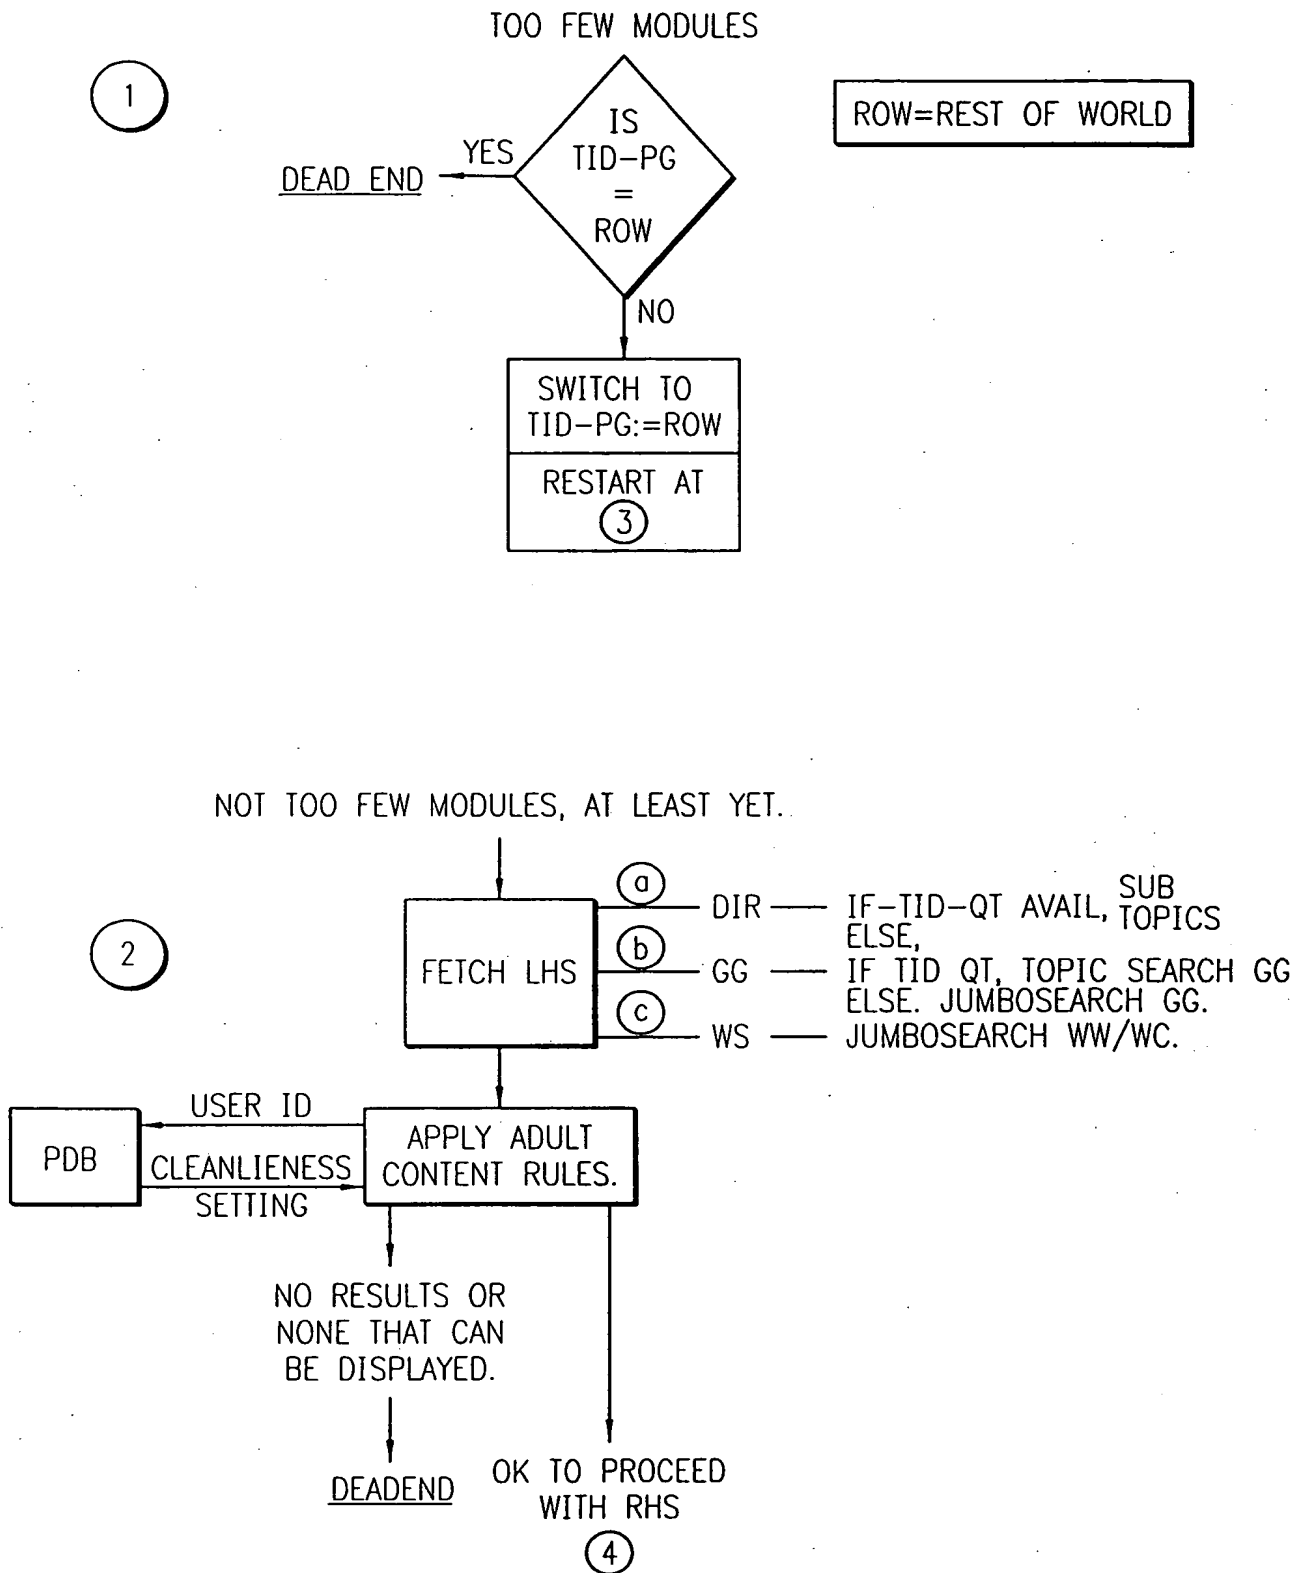 TOO FEW MODULES
1
ROW=REST OF WORLD
IS
TID-PG
=
ROW
YES
DEAD END
NO
SWITCH TO
TID-PG:=ROW
RESTART AT
3
NOT TOO FEW MODULES, AT LEAST YET.
2
FETCH LHS
a
DIR
IF-TID-QT AVAIL, SUB
TOPICS
ELSE,
b
GG
IF TID QT, TOPIC SEARCH GG
ELSE. JUMBOSEARCH GG.
c
WS
JUMBOSEARCH WW/WC.
PDB
USER ID
CLEANLIENESS
SETTING
APPLY ADULT
CONTENT RULES.
NO RESULTS OR
NONE THAT CAN
BE DISPLAYED.
DEADEND
OK TO PROCEED
WITH RHS
4